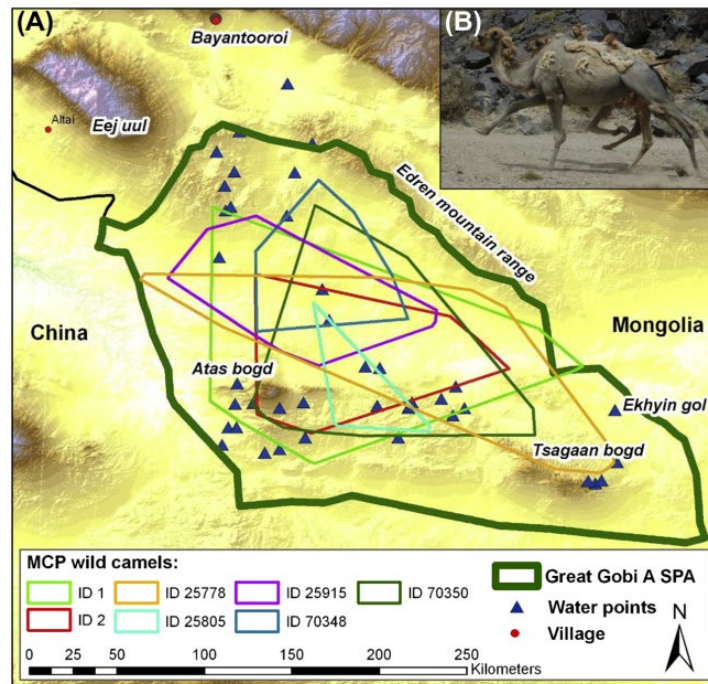 (A)
(B)
Bayantooroi
Altai
Eej uul
Edren mountain range
China
Mongolia
Atas bogd
Ekhyin gol
Tsagaan bogd
MCP wild camels:
ID 1
ID 25778
ID 25915
ID 70350
ID 2
ID 25805
ID 70348
Great Gobi A SPA
Water points
Village
N
0 50 100 150 200 250
Kilometers